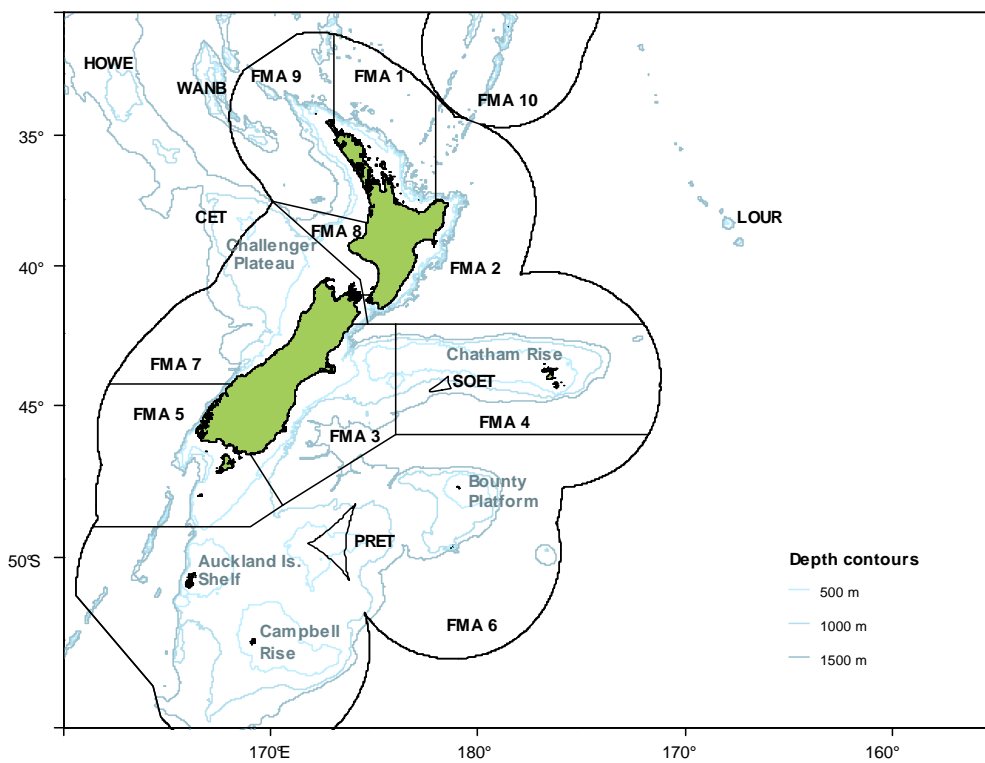 HOWE
WANB
FMA 9
FMA 1
FMA 10
35°
CET
LOUR
FMA 8
Challenger
Plateau
40°
FMA 2
FMA 7
Chatham Rise
SOET
45°
FMA 5
FMA 4
FMA 3
Bounty
Platform
PRET
50°S
Auckland Is.
Shelf
Depth contours
500 m
Campbell
Rise
FMA 6
1000 m
1500 m
170°E
180°
170°
160°